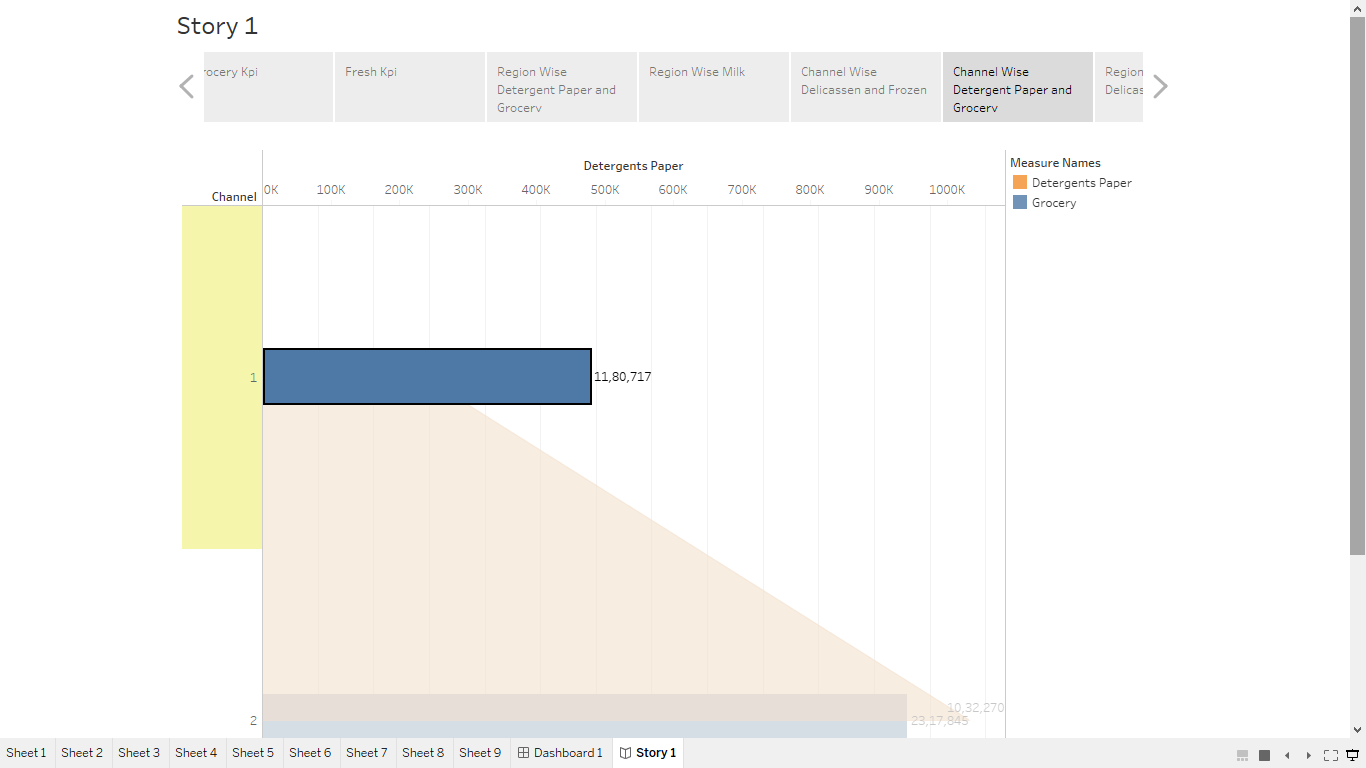 Story 1
rocery Kpi
Fresh Kpi
Region Wise
Detergent Paper and
Grocery
Region Wise Milk
Channel Wise
Delicassen and Frozen
Channel Wise
Detergent Paper and
Grocery
Region
Delicas
Detergents Paper
Channel
0K 100K 200K 300K 400K 500K 600K 700K 800K 900K 1000K
Measure Names
Detergents Paper
Grocery
1
11,80,717
10,32,270
2
23,17,845
Sheet 1 Sheet 2 Sheet 3 Sheet 4 Sheet 5 Sheet 6 Sheet 7 Sheet 8 Sheet 9 Dashboard 1 Story 1